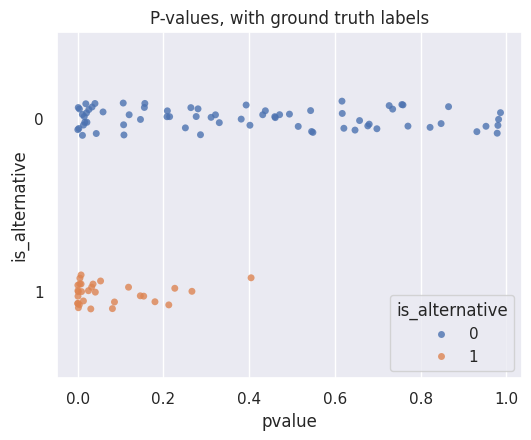 P-values, with ground truth labels
is_alternative
0
1
is_alternative
0
1
0.0 0.2 0.4 0.6 0.8 1.0
pvalue